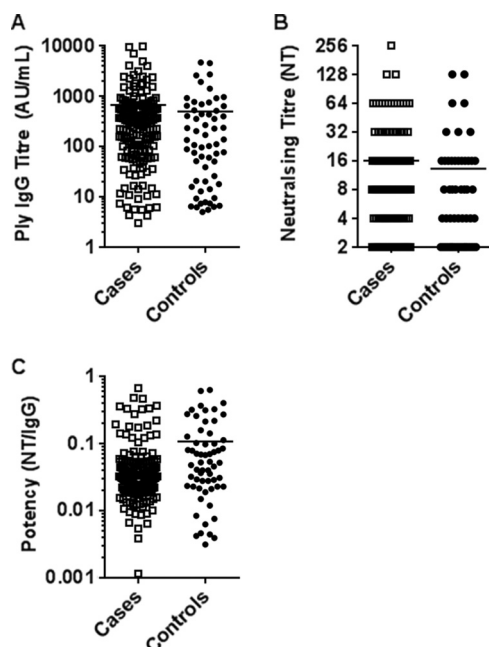 A
Ply IgG Titre (AU/mL)
10000
1000
100
10
1
Cases
Controls
B
Neutralsing Titre (NT)
256
128
64
32
16
8
4
2
Cases
Controls
C
Potency (NT/IgG)
1
0.1
0.01
0.001
Cases
Controls